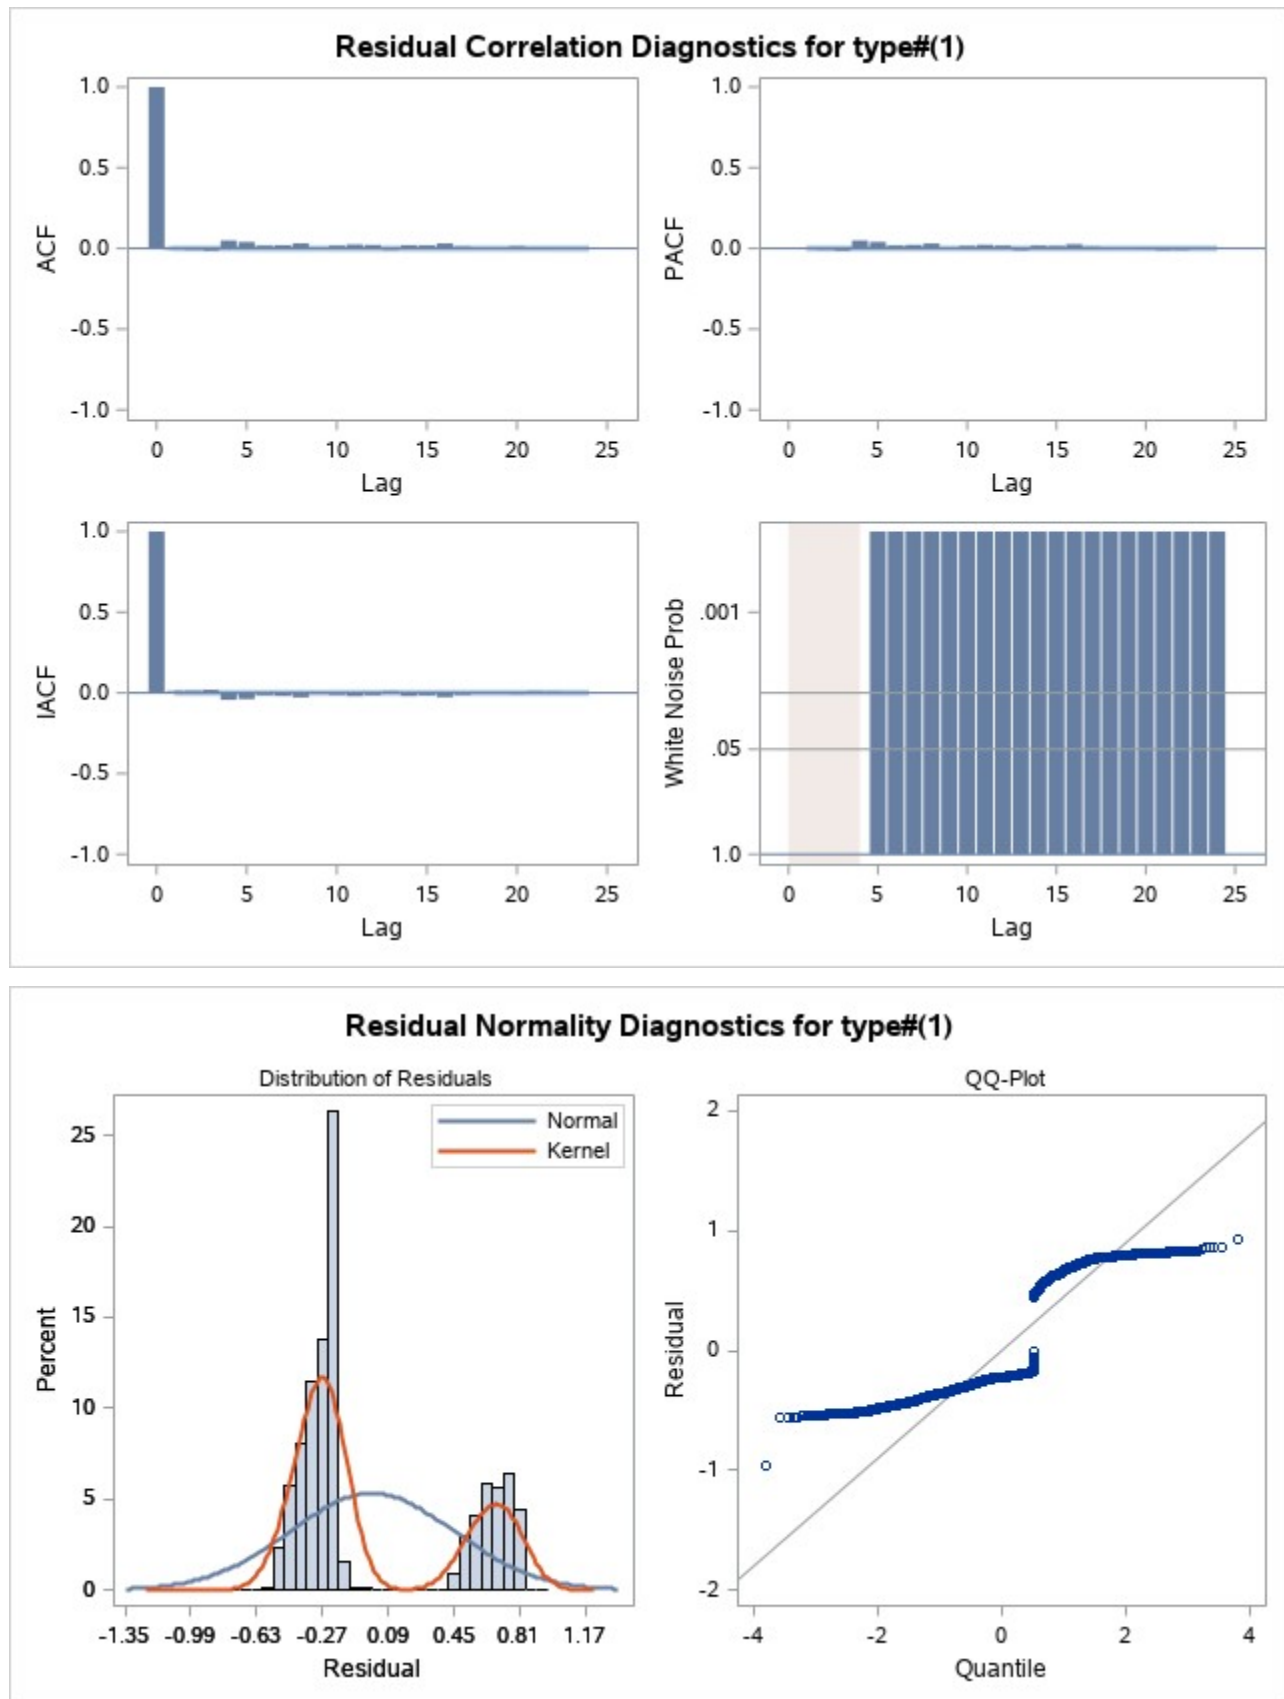 Residual Correlation Diagnostics for type#(1)
1.0
0.5
0.0
-0.5
-1.0
ACF
0 5 10 15 20 25
Lag
1.0
0.5
0.0
-0.5
-1.0
PACF
0 5 10 15 20 25
Lag
1.0
0.5
0.0
-0.5
-1.0
IACF
0 5 10 15 20 25
Lag
.001
.05
1.0
White Noise Prob
0 5 10 15 20 25
Lag
Residual Normality Diagnostics for type#(1)
Distribution of Residuals
Normal
Kernel
25
20
15
10
5
0
Percent
-1.35 -0.99 -0.63 -0.27 0.09 0.45 0.81 1.17
Residual
QQ-Plot
2
1
0
-1
-2
Residual
-4 -2 0 2 4
Quantile